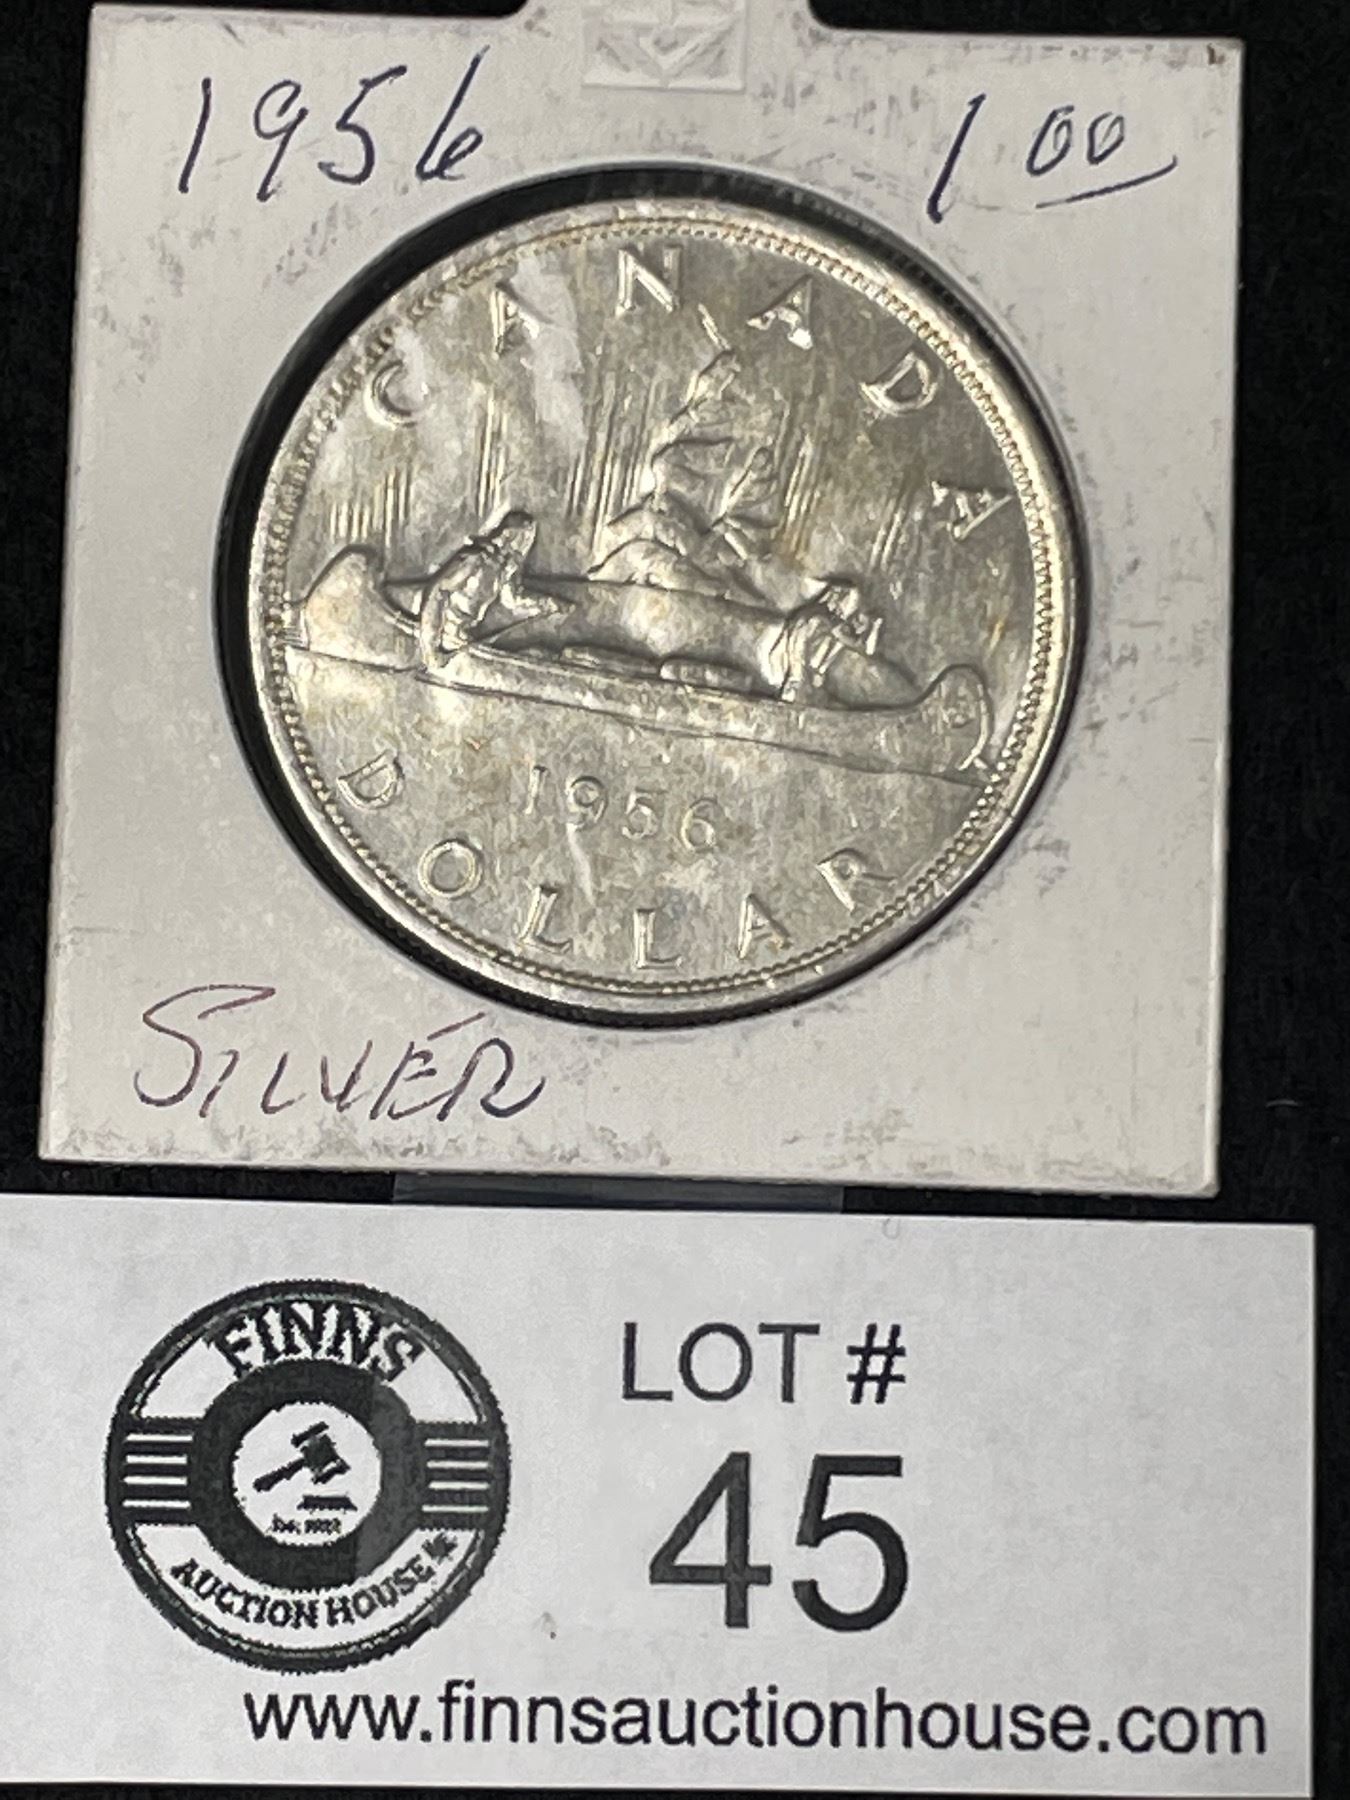 1956 1 00
CANADA
1956
DOLLAR
SILVER
FINNS
AUCTION HOUSE
LOT #
45
www.finnsauctionhouse.com